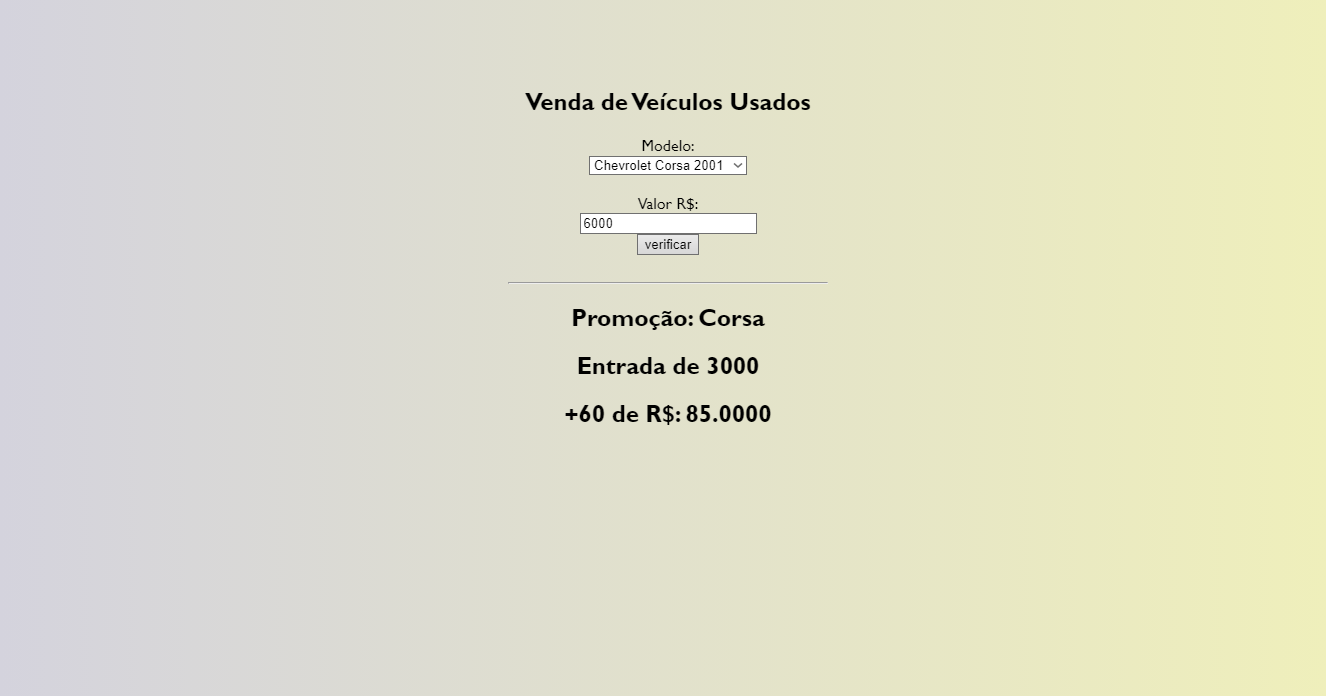 Venda de Veículos Usados
Modelo:
Chevrolet Corsa 2001
Valor R$:
6000
verificar
Promoção: Corsa
Entrada de 3000
+60 de R$: 85.0000